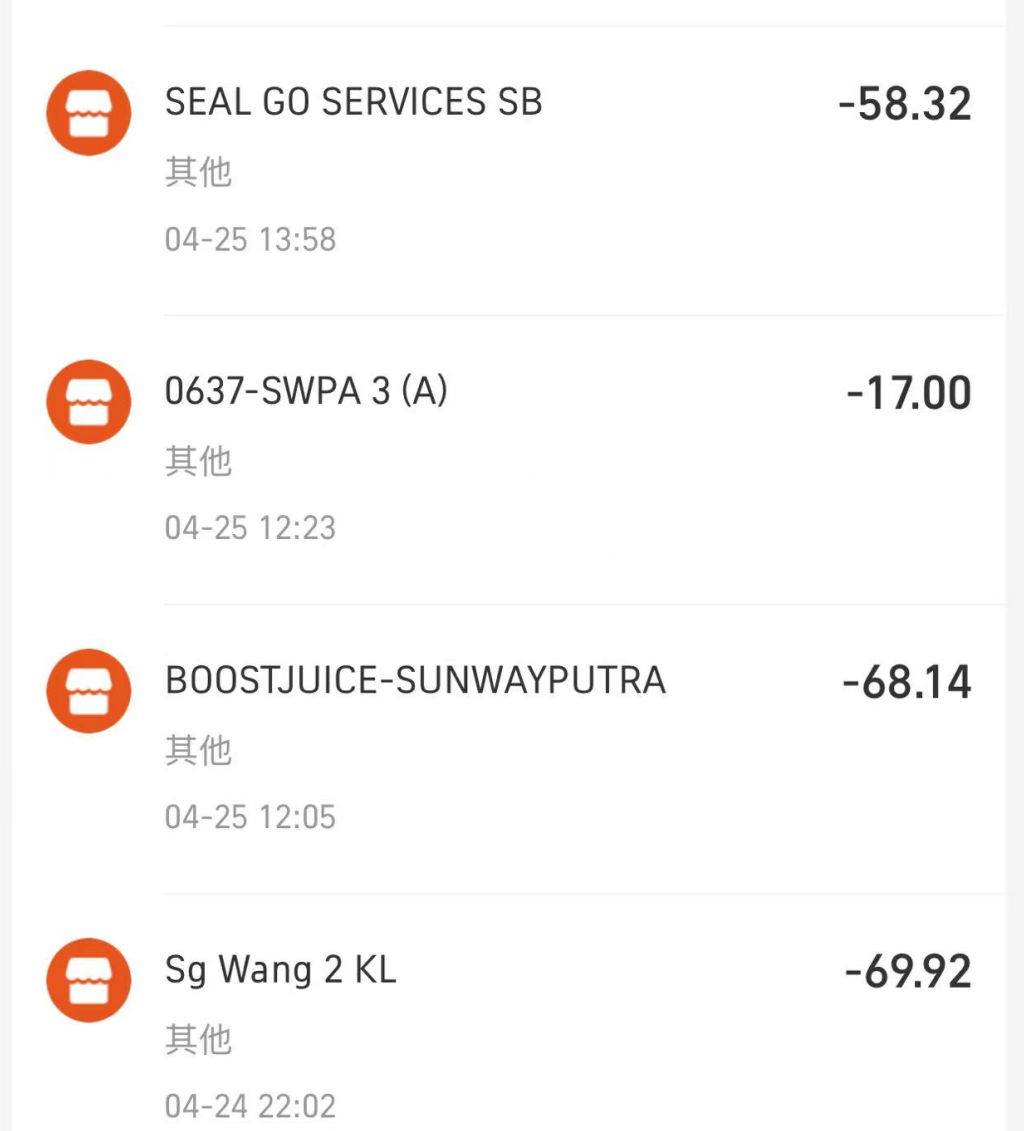 SEAL GO SERVICES SB
-58.32
其他
04-25 13:58
0637-SWPA 3 (A)
-17.00
其他
04-25 12:23
BOOSTJUICE-SUNWAYPUTRA
-68.14
其他
04-25 12:05
Sg Wang 2 KL
-69.92
其他
04-24 22:02